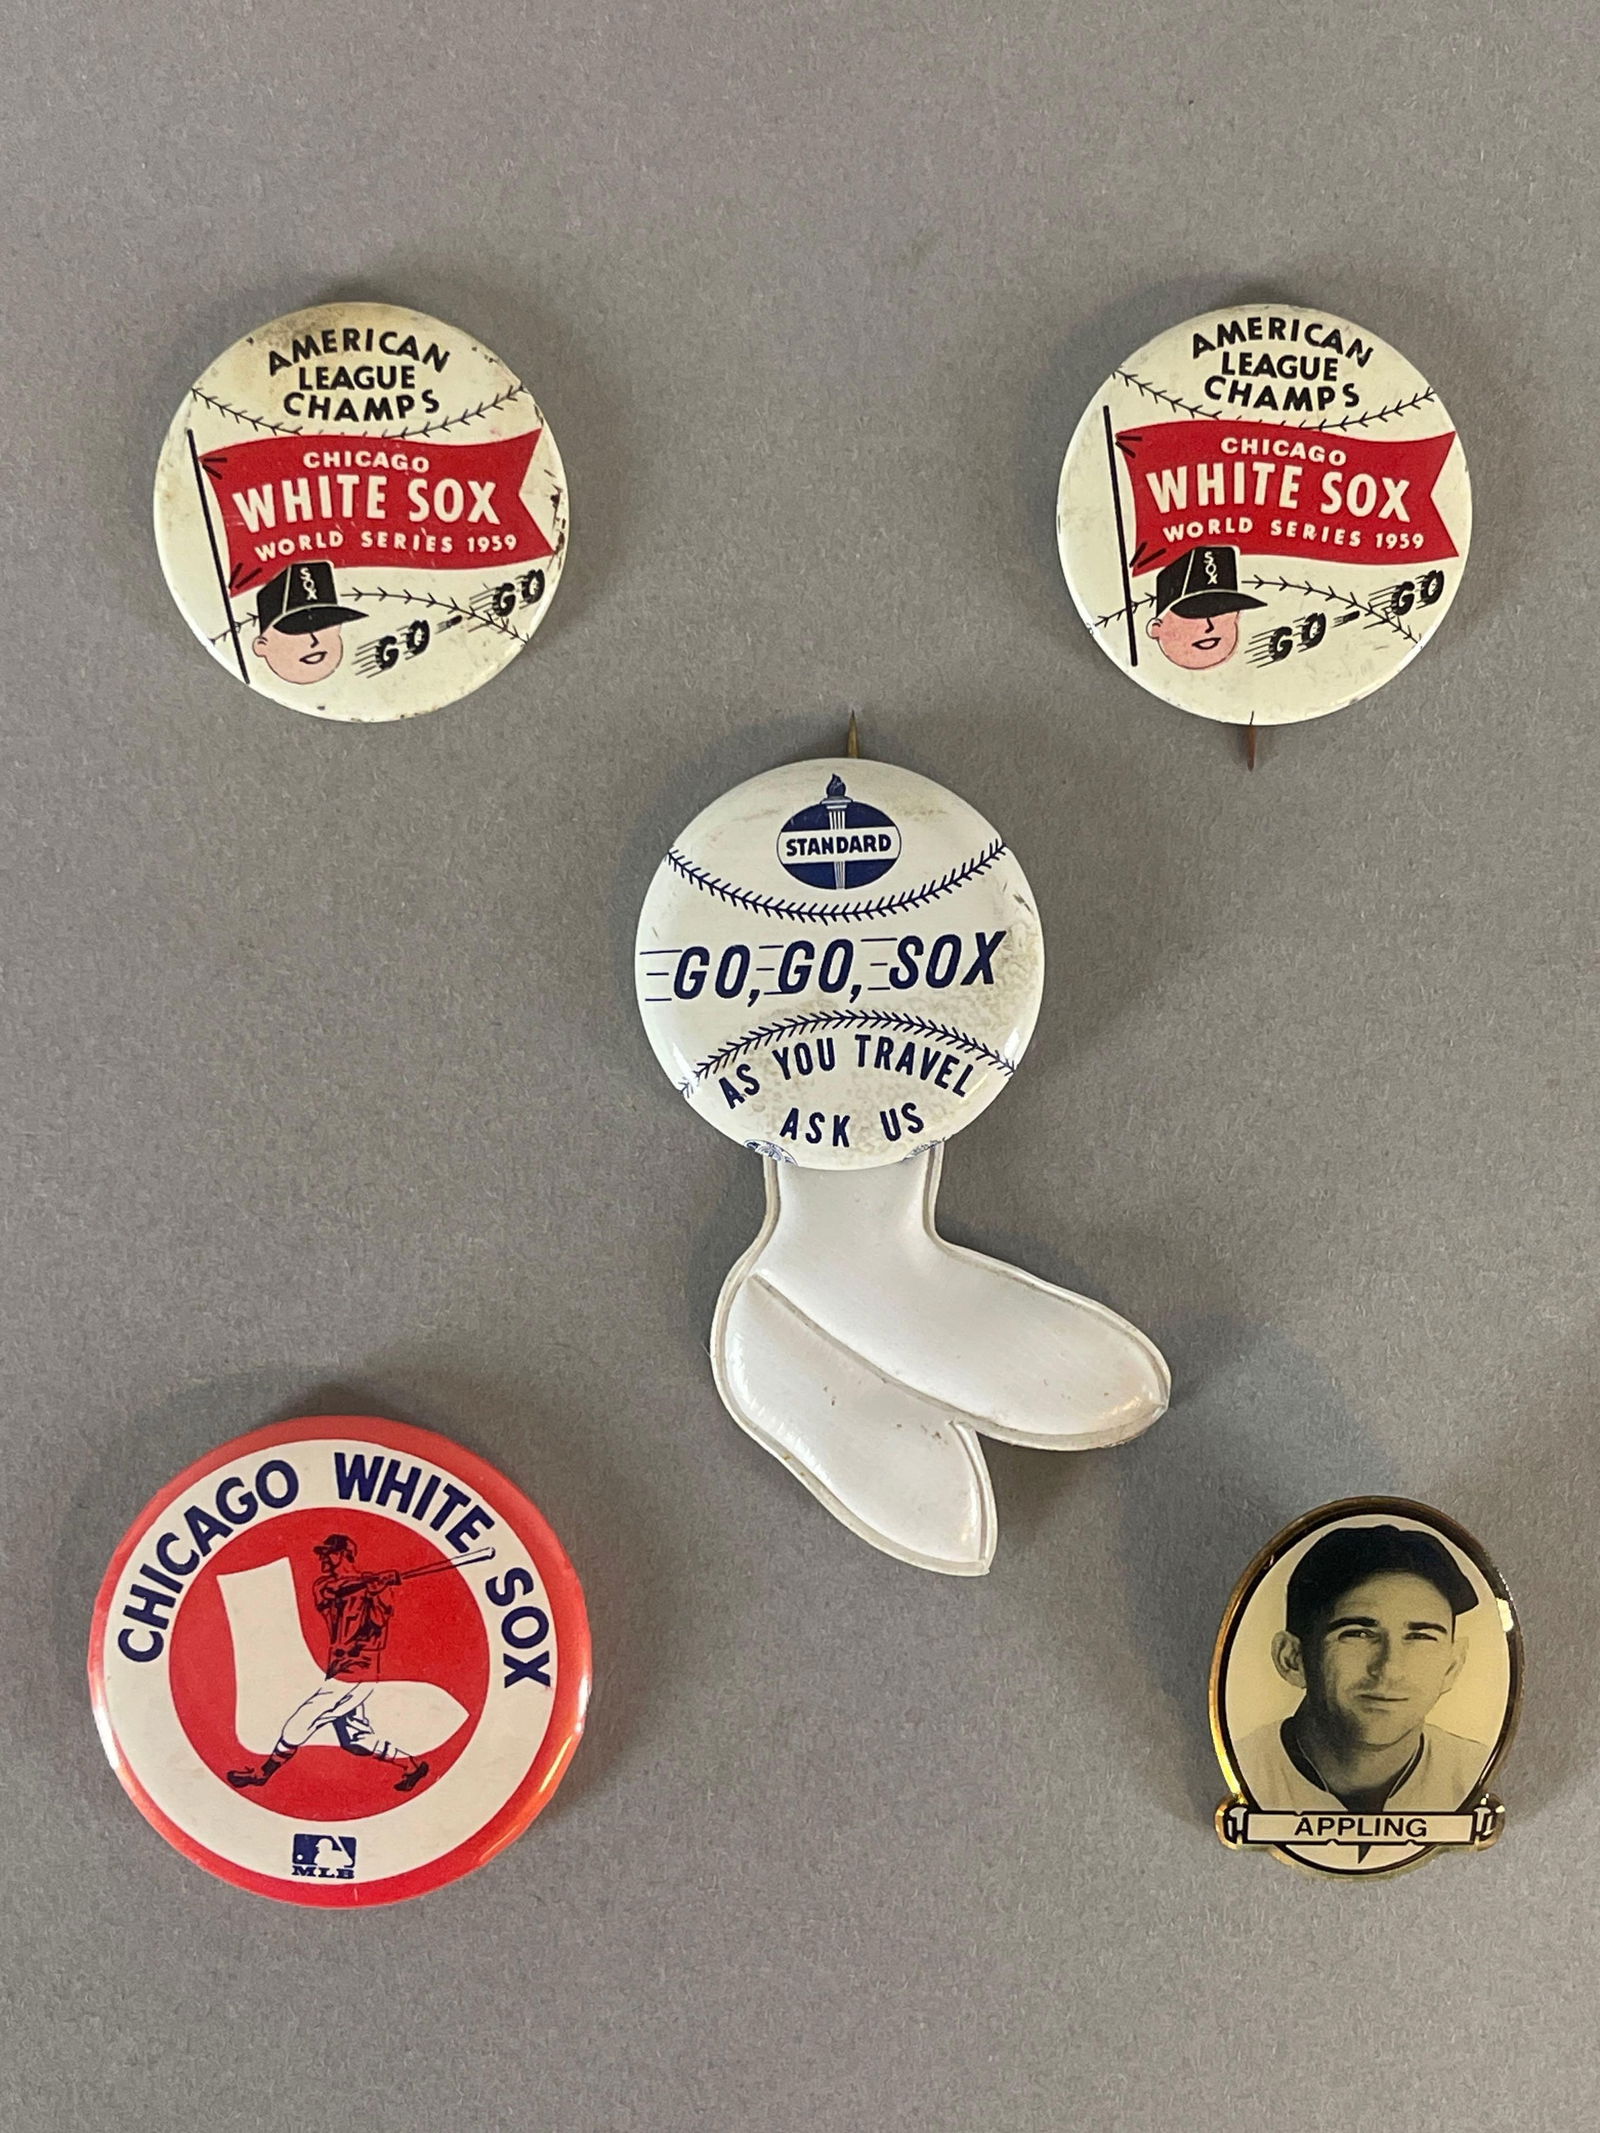 AMERICAN
LEAGUE
CHAMPS
CHICAGO
WHITE SOX
WORLD SERIES 1959
SOX
GO - GO
AMERICAN
LEAGUE
CHAMPS
CHICAGO
WHITE SOX
WORLD SERIES 1959
SOX
GO - GO
STANDARD
GO, GO, SOX
AS YOU TRAVEL
ASK US
CHICAGO WHITE SOX
MLB
APPLING